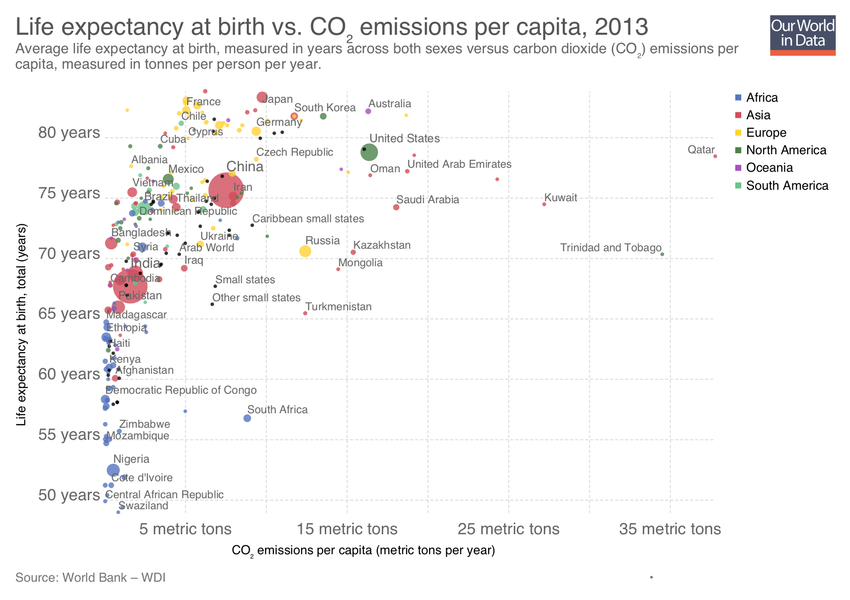 Life expectancy at birth vs. CO2 emissions per capita, 2013
Average life expectancy at birth, measured in years across both sexes versus carbon dioxide (CO2) emissions per
capita, measured in tonnes per person per year.
Our World
in Data
Africa
Asia
Europe
North America
Oceania
South America
Life expectancy at birth, total (years)
80 years
75 years
70 years
65 years
60 years
55 years
50 years
France
Japan
Chile
South Korea
Australia
Cyprus
Germany
Cuba
United States
Qatar
Albania
Czech Republic
Mexico
China
Oman
United Arab Emirates
Vietnam
Iran
Brazil
Thailand
Saudi Arabia
Kuwait
Dominican Republic
Caribbean small states
Bangladesh
Ukraine
Syria
Arab World
Russia
Kazakhstan
Trinidad and Tobago
India
Iraq
Mongolia
Cambodia
Small states
Pakistan
Other small states
Madagascar
Turkmenistan
Ethiopia
Haiti
Kenya
Afghanistan
Democratic Republic of Congo
South Africa
Zimbabwe
Mozambique
Nigeria
Cote d'Ivoire
Central African Republic
Swaziland
5 metric tons
15 metric tons
25 metric tons
35 metric tons
CO2 emissions per capita (metric tons per year)
Source: World Bank – WDI